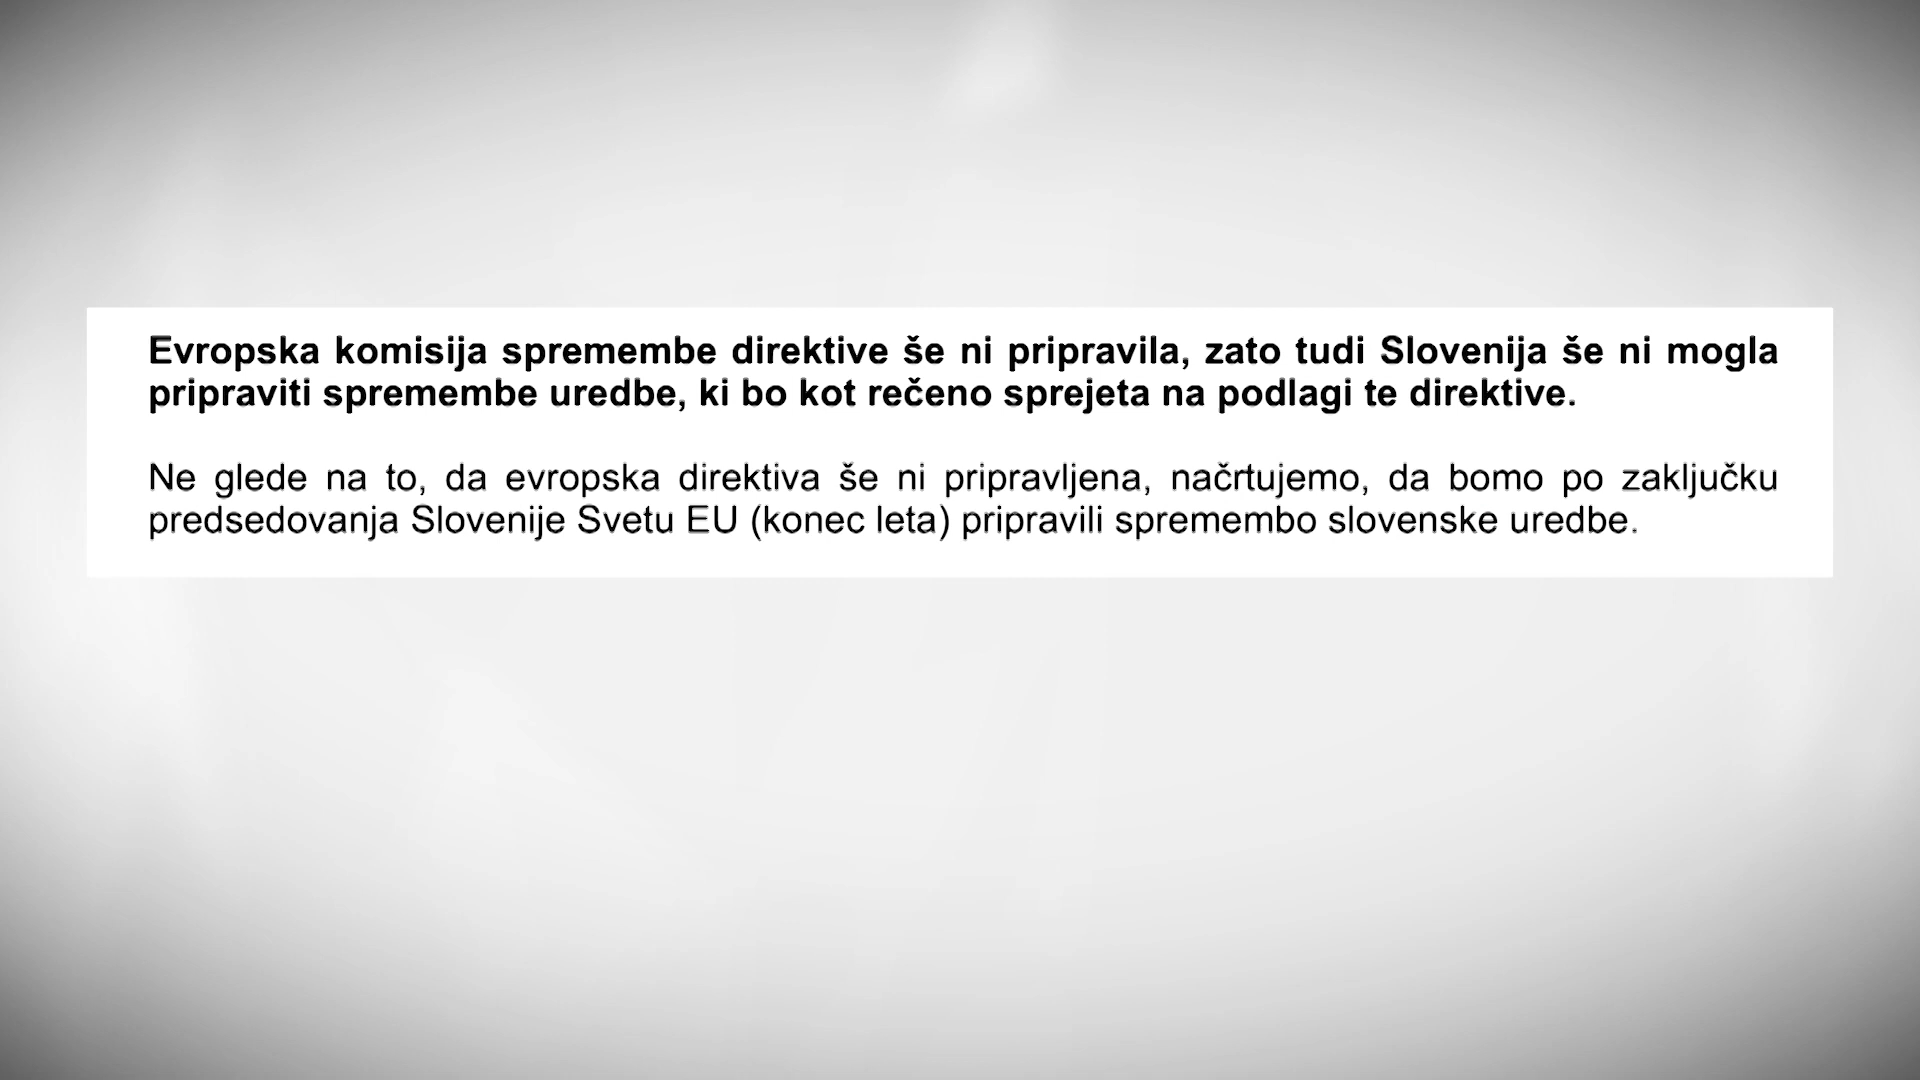 Evropska komisija spremembe direktive še ni pripravila, zato tudi Slovenija še ni mogla
pripraviti spremembe uredbe, ki bo kot rečeno sprejeta na podlagi te direktive.
Ne glede na to, da evropska direktiva še ni pripravljena, načrtujemo, da bomo po zaključku
predsedovanja Slovenije Svetu EU (konec leta) pripravili spremembo slovenske uredbe.